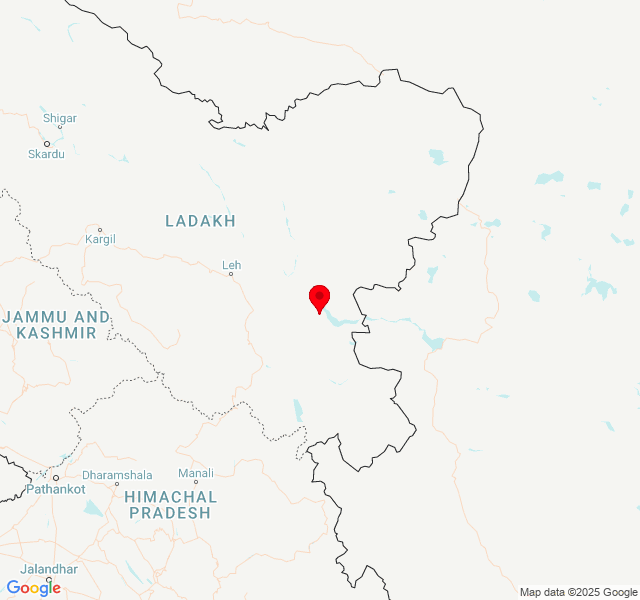 Shigar
Skardu
LADAKH
Kargil
Leh
JAMMU AND
KASHMIR
Dharamshala
Manali
Pathankot
HIMACHAL
PRADESH
Jalandhar
Google
Map data ©2025 Google